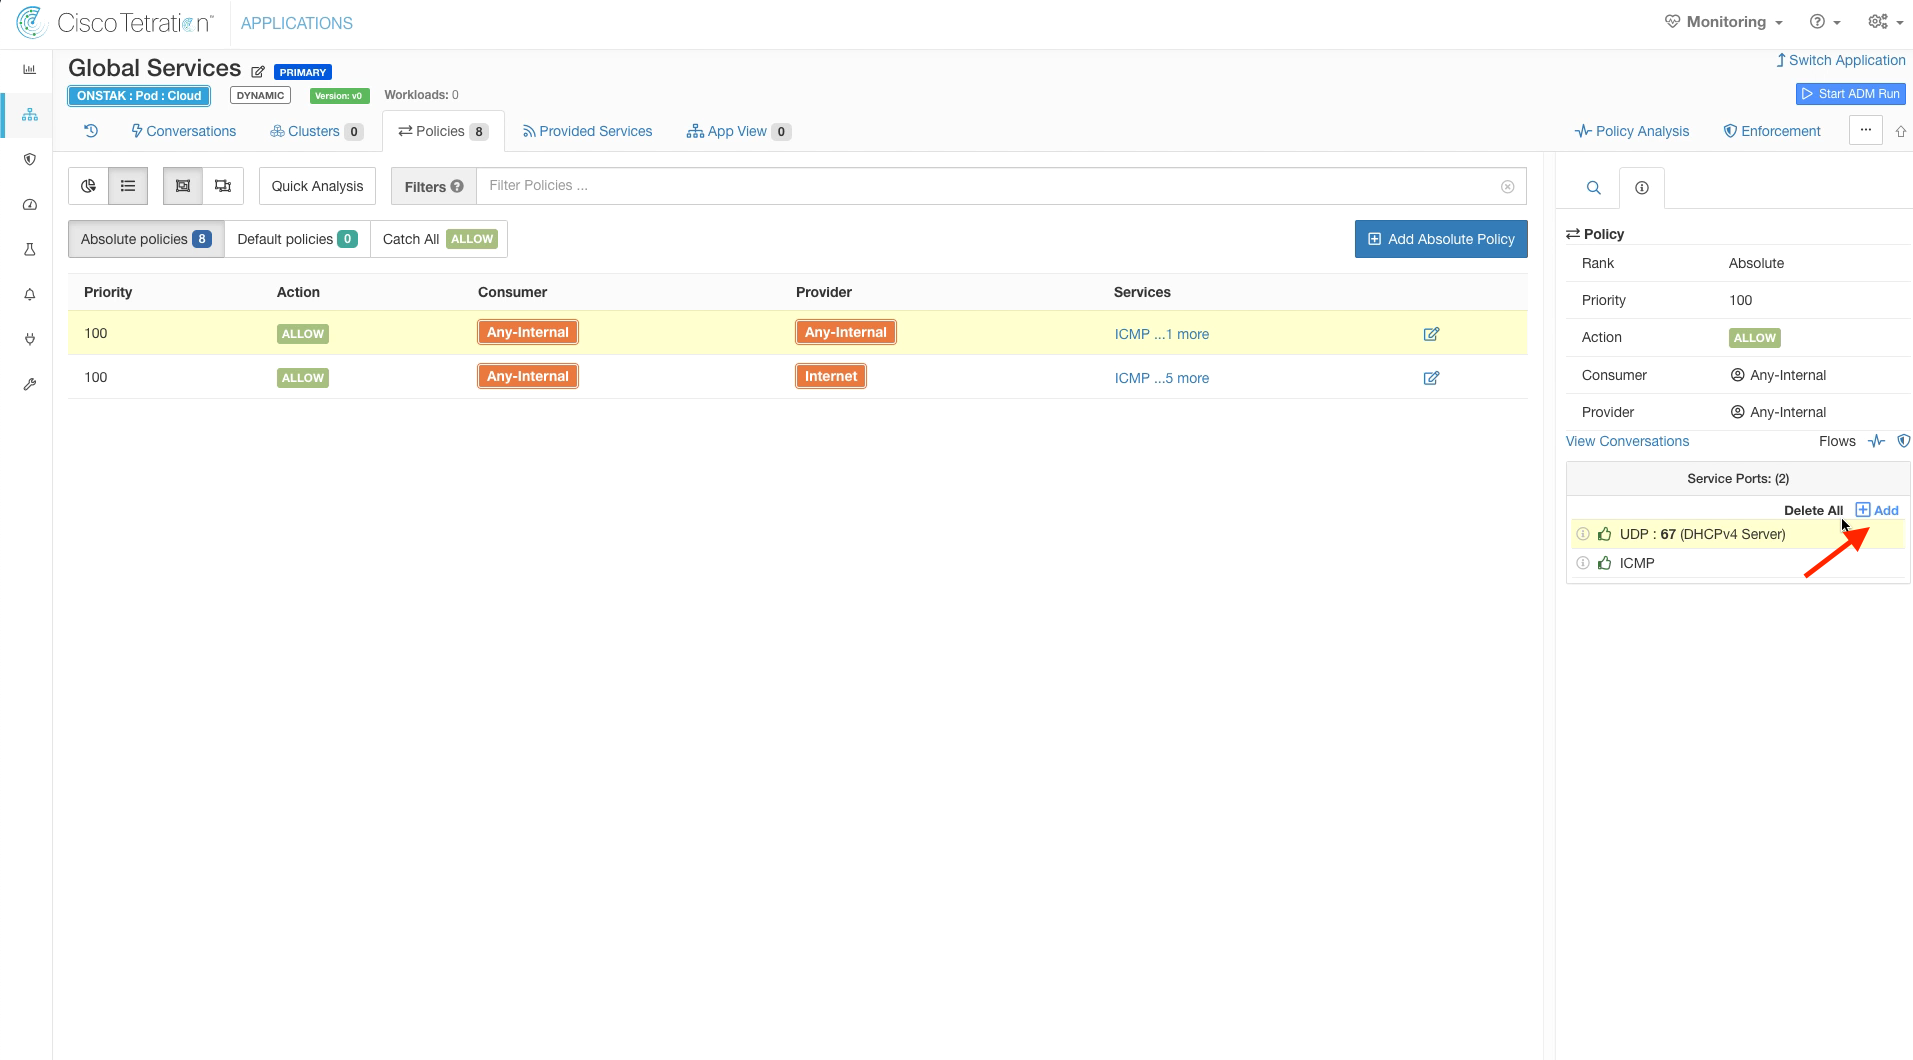 Cisco Tetration™ APPLICATIONS Monitoring
Global Services PRIMARY Switch Application
ONSTAK : Pod : Cloud DYNAMIC Version: v0 Workloads: 0 Start ADM Run
Conversations Clusters 0 Policies 8 Provided Services App View 0 Policy Analysis Enforcement ...
Quick Analysis Filters ? Filter Policies ...
Absolute policies 8 Default policies 0 Catch All ALLOW Add Absolute Policy
Priority Action Consumer Provider Services
100 ALLOW Any-Internal Any-Internal ICMP ...1 more
100 ALLOW Any-Internal Internet ICMP ...5 more
Policy
Rank Absolute
Priority 100
Action ALLOW
Consumer Any-Internal
Provider Any-Internal
View Conversations Flows
Service Ports: (2)
Delete All Add
UDP : 67 (DHCPv4 Server)
ICMP